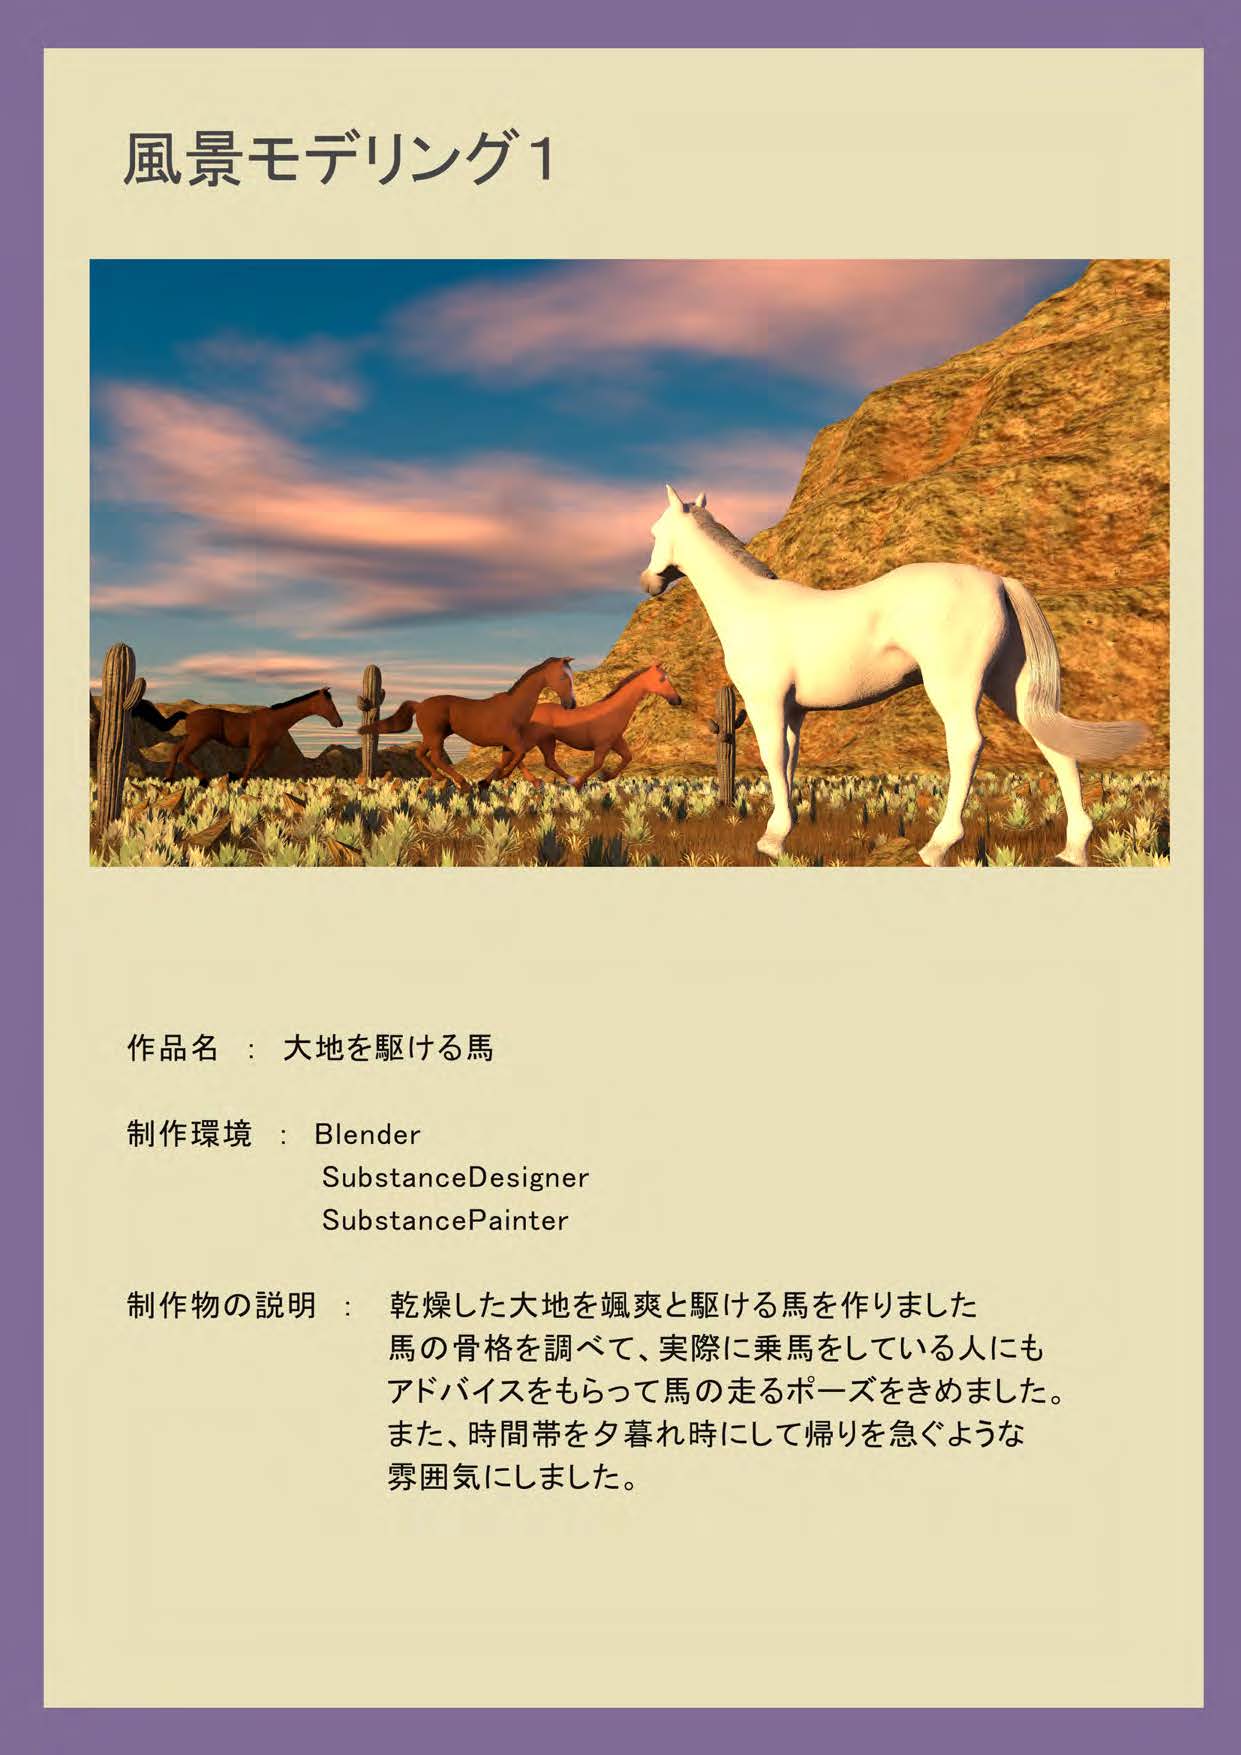 風景モデリング１
作品名　：　大地を駆ける馬
制作環境　：　Blender
SubstanceDesigner
SubstancePainter
制作物の説明　：　乾燥した大地を颯爽と駆ける馬を作りました
馬の骨格を調べて、実際に乗馬をしている人にも
アドバイスをもらって馬の走るポーズをきめました。
また、時間帯を夕暮れ時にして帰りを急ぐような
雰囲気にしました。